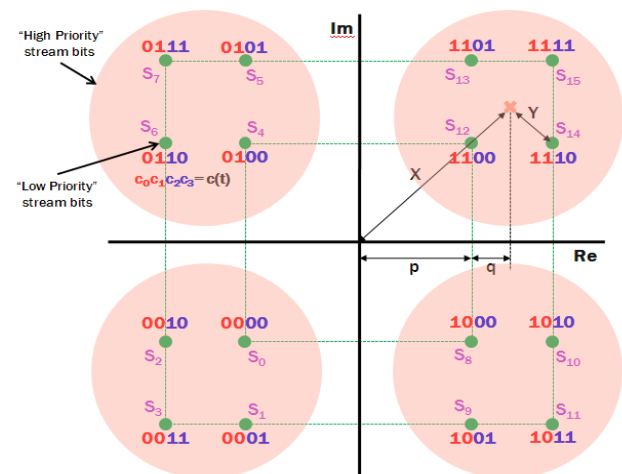 "High Priority"
stream bits
Im
0111 0101 1101 1111
S7 S5 S13 S15
S6 S4 S12 Y S14
0110 0100 1100 1110
"Low Priority"
stream bits
c0c1c2c3=c(t)
X
p q Re
0010 0000 1000 1010
S2 S0 S8 S10
S3 S1 S9 S11
0011 0001 1001 1011